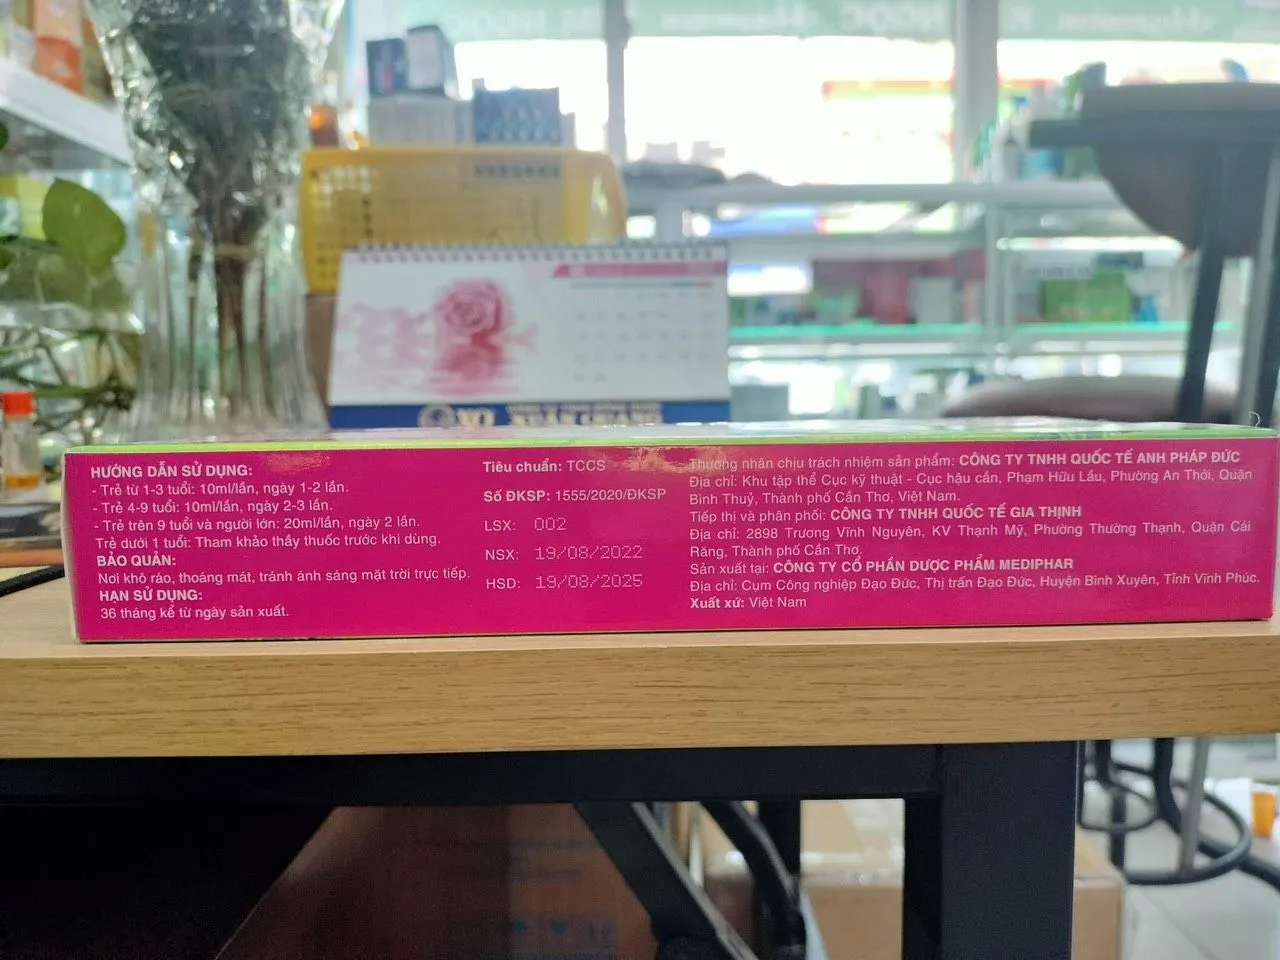 HƯỚNG DẪN SỬ DỤNG:
- Trẻ từ 1-3 tuổi: 10ml/lần, ngày 1-2 lần.
- Trẻ 4-9 tuổi: 10ml/lần, ngày 2-3 lần.
- Trẻ trên 9 tuổi và người lớn: 20ml/lần, ngày 2 lần.
Trẻ dưới 1 tuổi: Tham khảo thầy thuốc trước khi dùng.
BẢO QUẢN:
Nơi khô ráo, thoáng mát, tránh ánh sáng mặt trời trực tiếp.
HẠN SỬ DỤNG:
36 tháng kể từ ngày sản xuất.
Tiêu chuẩn: TCCS
Số ĐKSP: 1555/2020/ĐKSP
LSX: 002
NSX: 19/08/2022
HSD: 19/08/2025
Thương nhân chịu trách nhiệm sản phẩm: CÔNG TY TNHH QUỐC TẾ ANH PHÁP ĐỨC
Địa chỉ: Khu tập thể Cục kỹ thuật - Cục hậu cần, Phạm Hữu Lầu, Phường An Thới, Quận
Bình Thuỷ, Thành phố Cần Thơ, Việt Nam.
Tiếp thị và phân phối: CÔNG TY TNHH QUỐC TẾ GIA THỊNH
Địa chỉ: 2898 Trương Vĩnh Nguyên, KV Thạnh Mỹ, Phường Thường Thạnh, Quận Cái
Răng, Thành phố Cần Thơ.
Sản xuất tại: CÔNG TY CỔ PHẦN DƯỢC PHẨM MEDIPHAR
Địa chỉ: Cụm Công nghiệp Đạo Đức, Thị trấn Đạo Đức, Huyện Bình Xuyên, Tỉnh Vĩnh Phúc.
Xuất xứ: Việt Nam